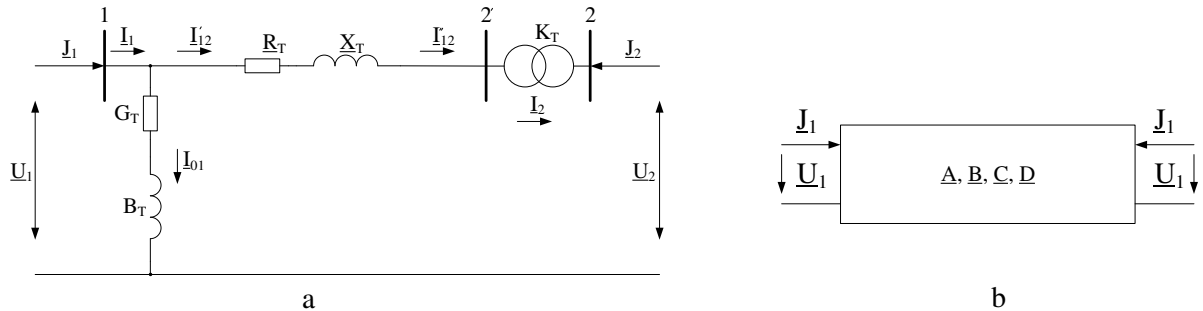 1
2'
2
J1
I1
I'12
RT
XT
I''12
KT
J2
I2
GT
I01
U1
U2
BT
a
J1
J1
U1
U1
A, B, C, D
b